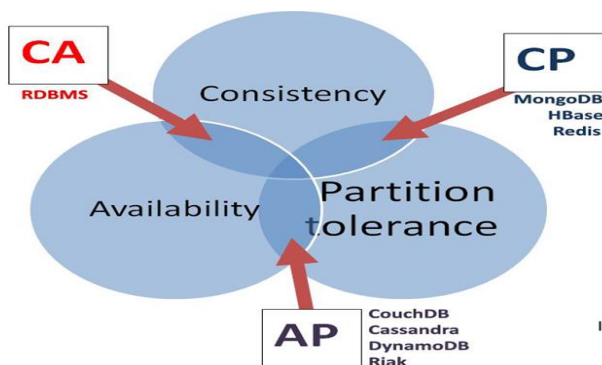 CA
RDBMS
CP
MongoDB
HBase
Redis
Consistency
Availability
Partition
tolerance
AP
CouchDB
Cassandra
DynamoDB
Riak